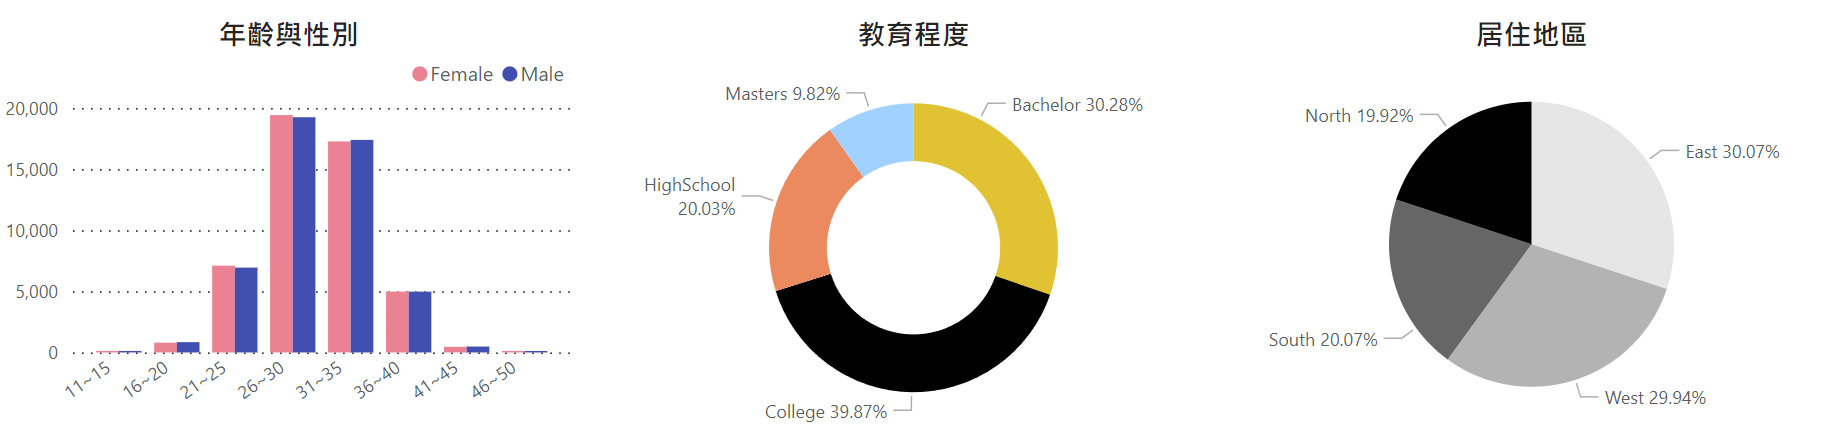 年齡與性別
Female Male
20,000
15,000
10,000
5,000
0
11~15 16~20 21~25 26~30 31~35 36~40 41~45 46~50
教育程度
Masters 9.82%
Bachelor 30.28%
HighSchool
20.03%
College 39.87%
居住地區
North 19.92%
East 30.07%
South 20.07%
West 29.94%